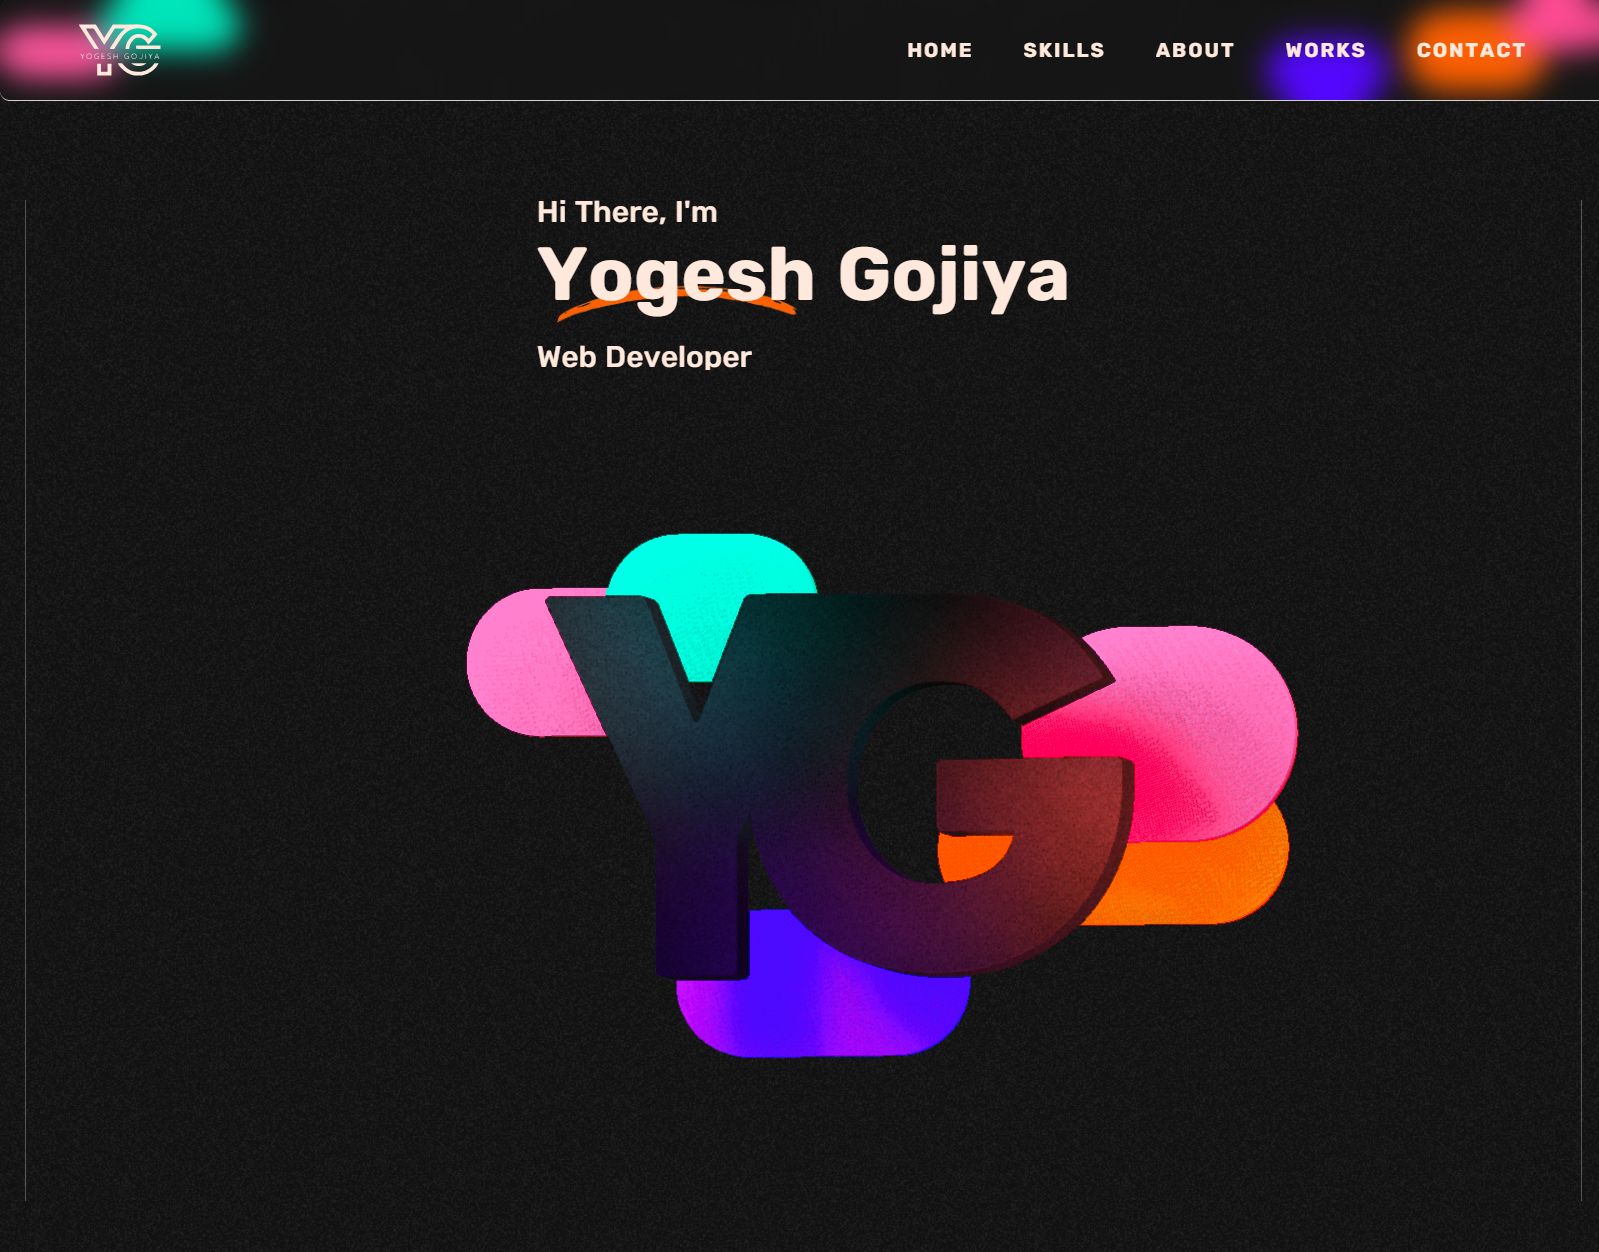 YG
YOGESH GOJIYA
HOME SKILLS ABOUT WORKS CONTACT
Hi There, I'm
Yogesh Gojiya
Web Developer
YG